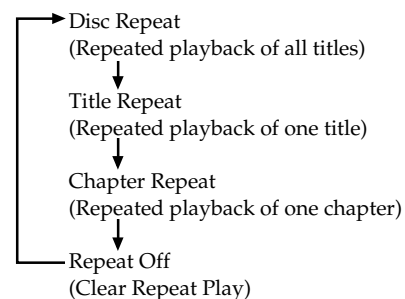 Disc Repeat
(Repeated playback of all titles)
Title Repeat
(Repeated playback of one title)
Chapter Repeat
(Repeated playback of one chapter)
Repeat Off
(Clear Repeat Play)